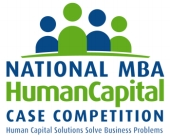 NATIONAL MBA
HumanCapital
CASE COMPETITION
Human Capital Solutions Solve Business Problems